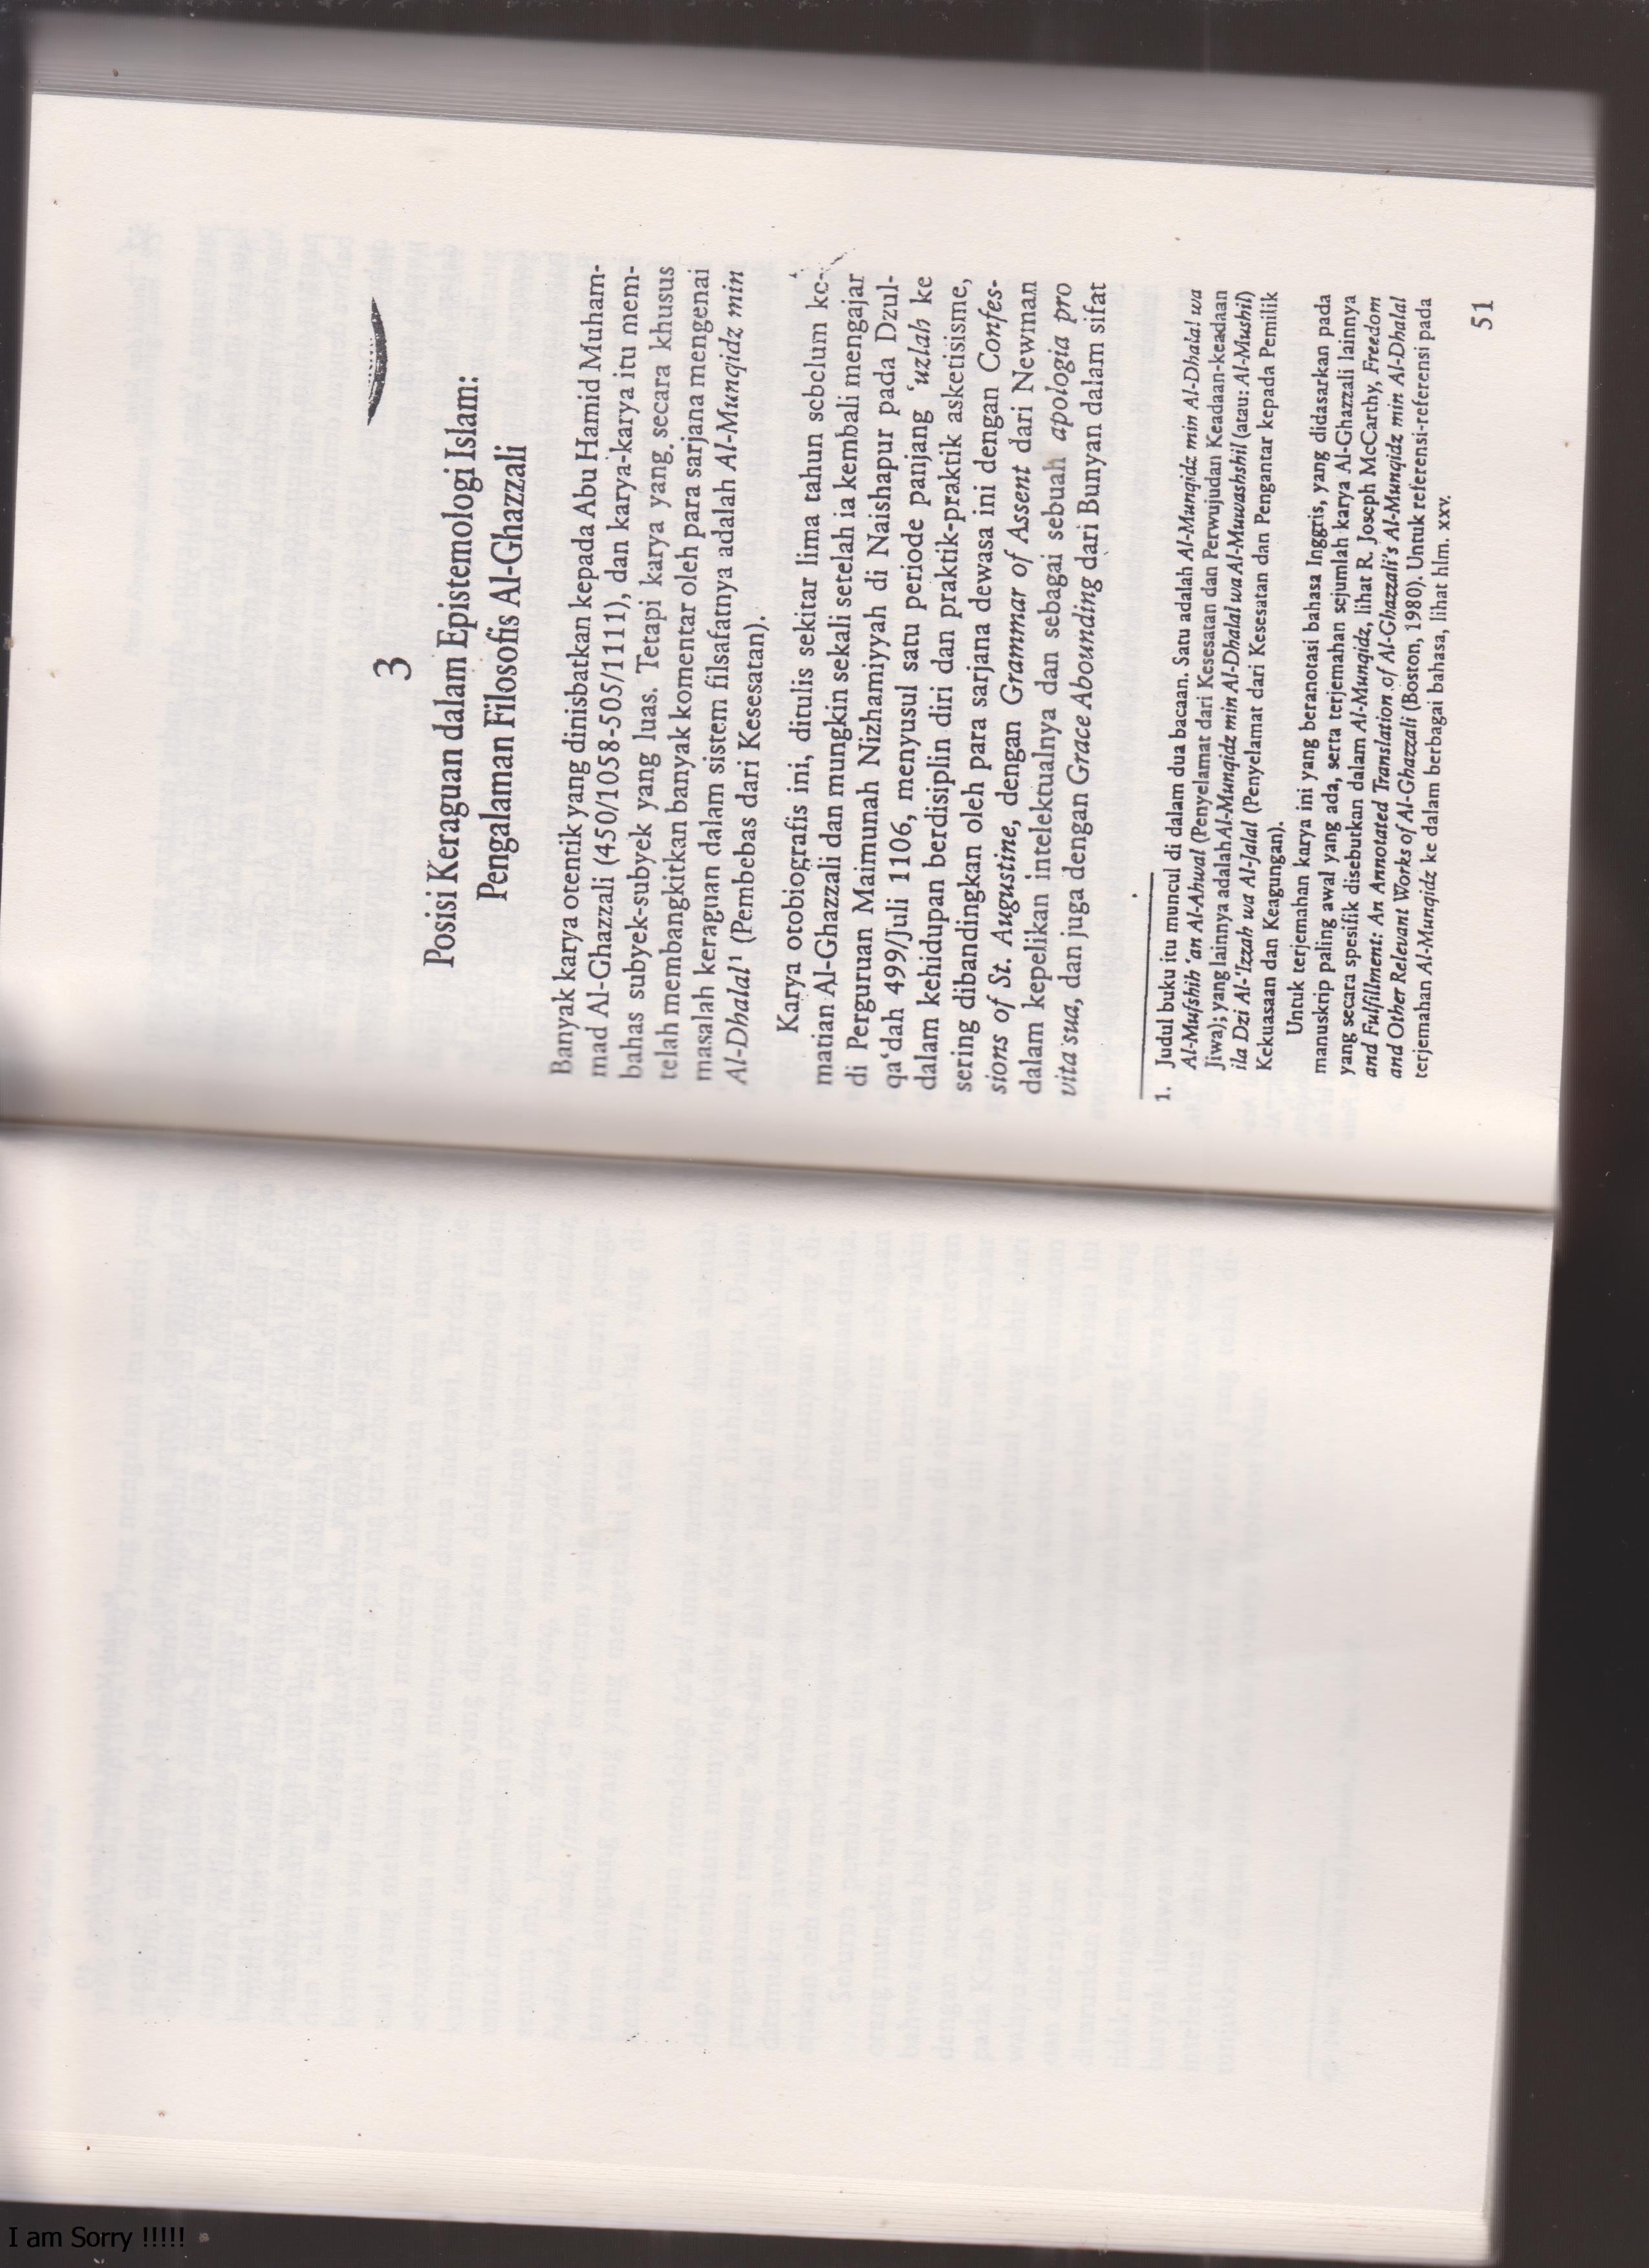 3
Posisi Keraguan dalam Epistemologi Islam:
Pengalaman Filosofis Al-Ghazzali
Banyak karya otentik yang dinisbatkan kepada Abu Hamid Muham-
mad Al-Ghazzali (450/1058-505/1111), dan karya-karya itu mem-
bahas subyek-subyek yang luas. Tetapi karya yang secara khusus
telah membangkitkan banyak komentar oleh para sarjana mengenai
masalah keraguan dalam sistem filsafatnya adalah Al-Munqidz min
Al-Dhalal¹ (Pembebas dari Kesesatan).
Karya otobiografis ini, ditulis sekitar lima tahun sebelum ke-
matian Al-Ghazzali dan mungkin sekali setelah ia kembali mengajar
di Perguruan Maimunah Nizhamiyyah di Naishapur pada Dzul-
qa‘dah 499/Juli 1106, menyusul satu periode panjang ‘uzlah ke
dalam kehidupan berdisiplin diri dan praktik-praktik asketisisme,
sering dibandingkan oleh para sarjana dewasa ini dengan Confes-
sions of St. Augustine, dengan Grammar of Assent dari Newman
dalam kepelikan intelektualnya dan sebagai sebuah apologia pro
vita sua, dan juga dengan Grace Abounding dari Bunyan dalam sifat
1. Judul buku itu muncul di dalam dua bacaan. Satu adalah Al-Munqidz min Al-Dhalal wa
Al-Mufshih ‘an Al-Ahwal (Penyelamat dari Kesesatan dan Perwujudan Keadaan-keadaan
Jiwa); yang lainnya adalah Al-Munqidz min Al-Dhalal wa Al-Muwashshil (atau: Al-Mushil)
ila Dzi Al-‘Izzah wa Al-Jalal (Penyelamat dari Kesesatan dan Pengantar kepada Pemilik
Kekuasaan dan Keagungan).
Untuk terjemahan karya ini yang beranotasi bahasa Inggris, yang didasarkan pada
manuskrip paling awal yang ada, serta terjemahan sejumlah karya Al-Ghazzali lainnya
yang secara spesifik disebutkan dalam Al-Munqidz, lihat R. Joseph McCarthy, Freedom
and Fulfillment: An Annotated Translation of Al-Ghazzali's Al-Munqidz min Al-Dhalal
and Other Relevant Works of Al-Ghazali (Boston, 1980). Untuk referensi-referensi pada
terjemahan Al-Munqidz ke dalam berbagai bahasa, lihat hlm. xxv.
51
I am Sorry !!!!!